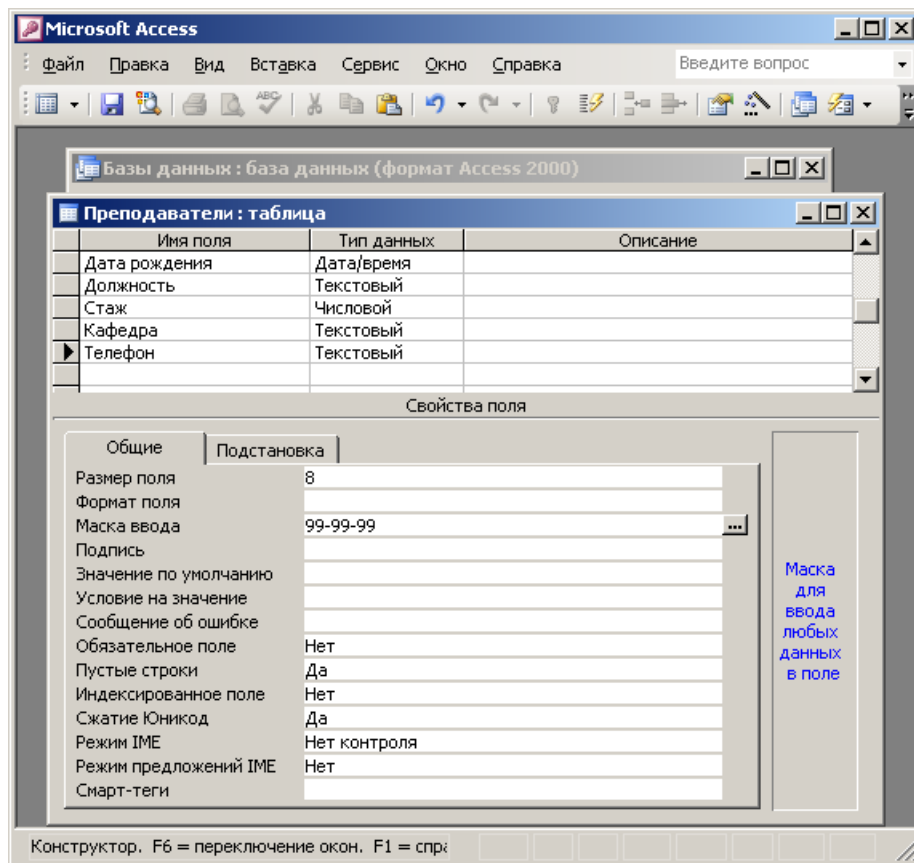 Microsoft Access
Файл Правка Вид Вставка Сервис Окно Справка Введите вопрос
Базы данных : база данных (формат Access 2000)
Преподаватели : таблица
Имя поля Тип данных Описание
Дата рождения Дата/время
Должность Текстовый
Стаж Числовой
Кафедра Текстовый
Телефон Текстовый
Свойства поля
Общие Подстановка
Размер поля 8
Формат поля
Маска ввода 99-99-99 ...
Подпись
Значение по умолчанию
Условие на значение
Сообщение об ошибке
Обязательное поле Нет
Пустые строки Да
Индексированное поле Нет
Сжатие Юникод Да
Режим IME Нет контроля
Режим предложений IME Нет
Смарт-теги
Маска
для
ввода
любых
данных
в поле
Конструктор. F6 = переключение окон. F1 =